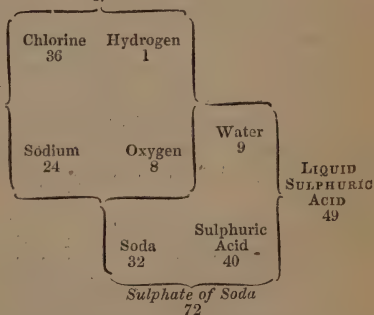 Chlorine Hydrogen
36 1
Water
9
Sodium Oxygen
24 8
LIQUID
SULPHURIC
ACID
49
Sulphuric
Soda Acid
32 40
Sulphate of Soda
72